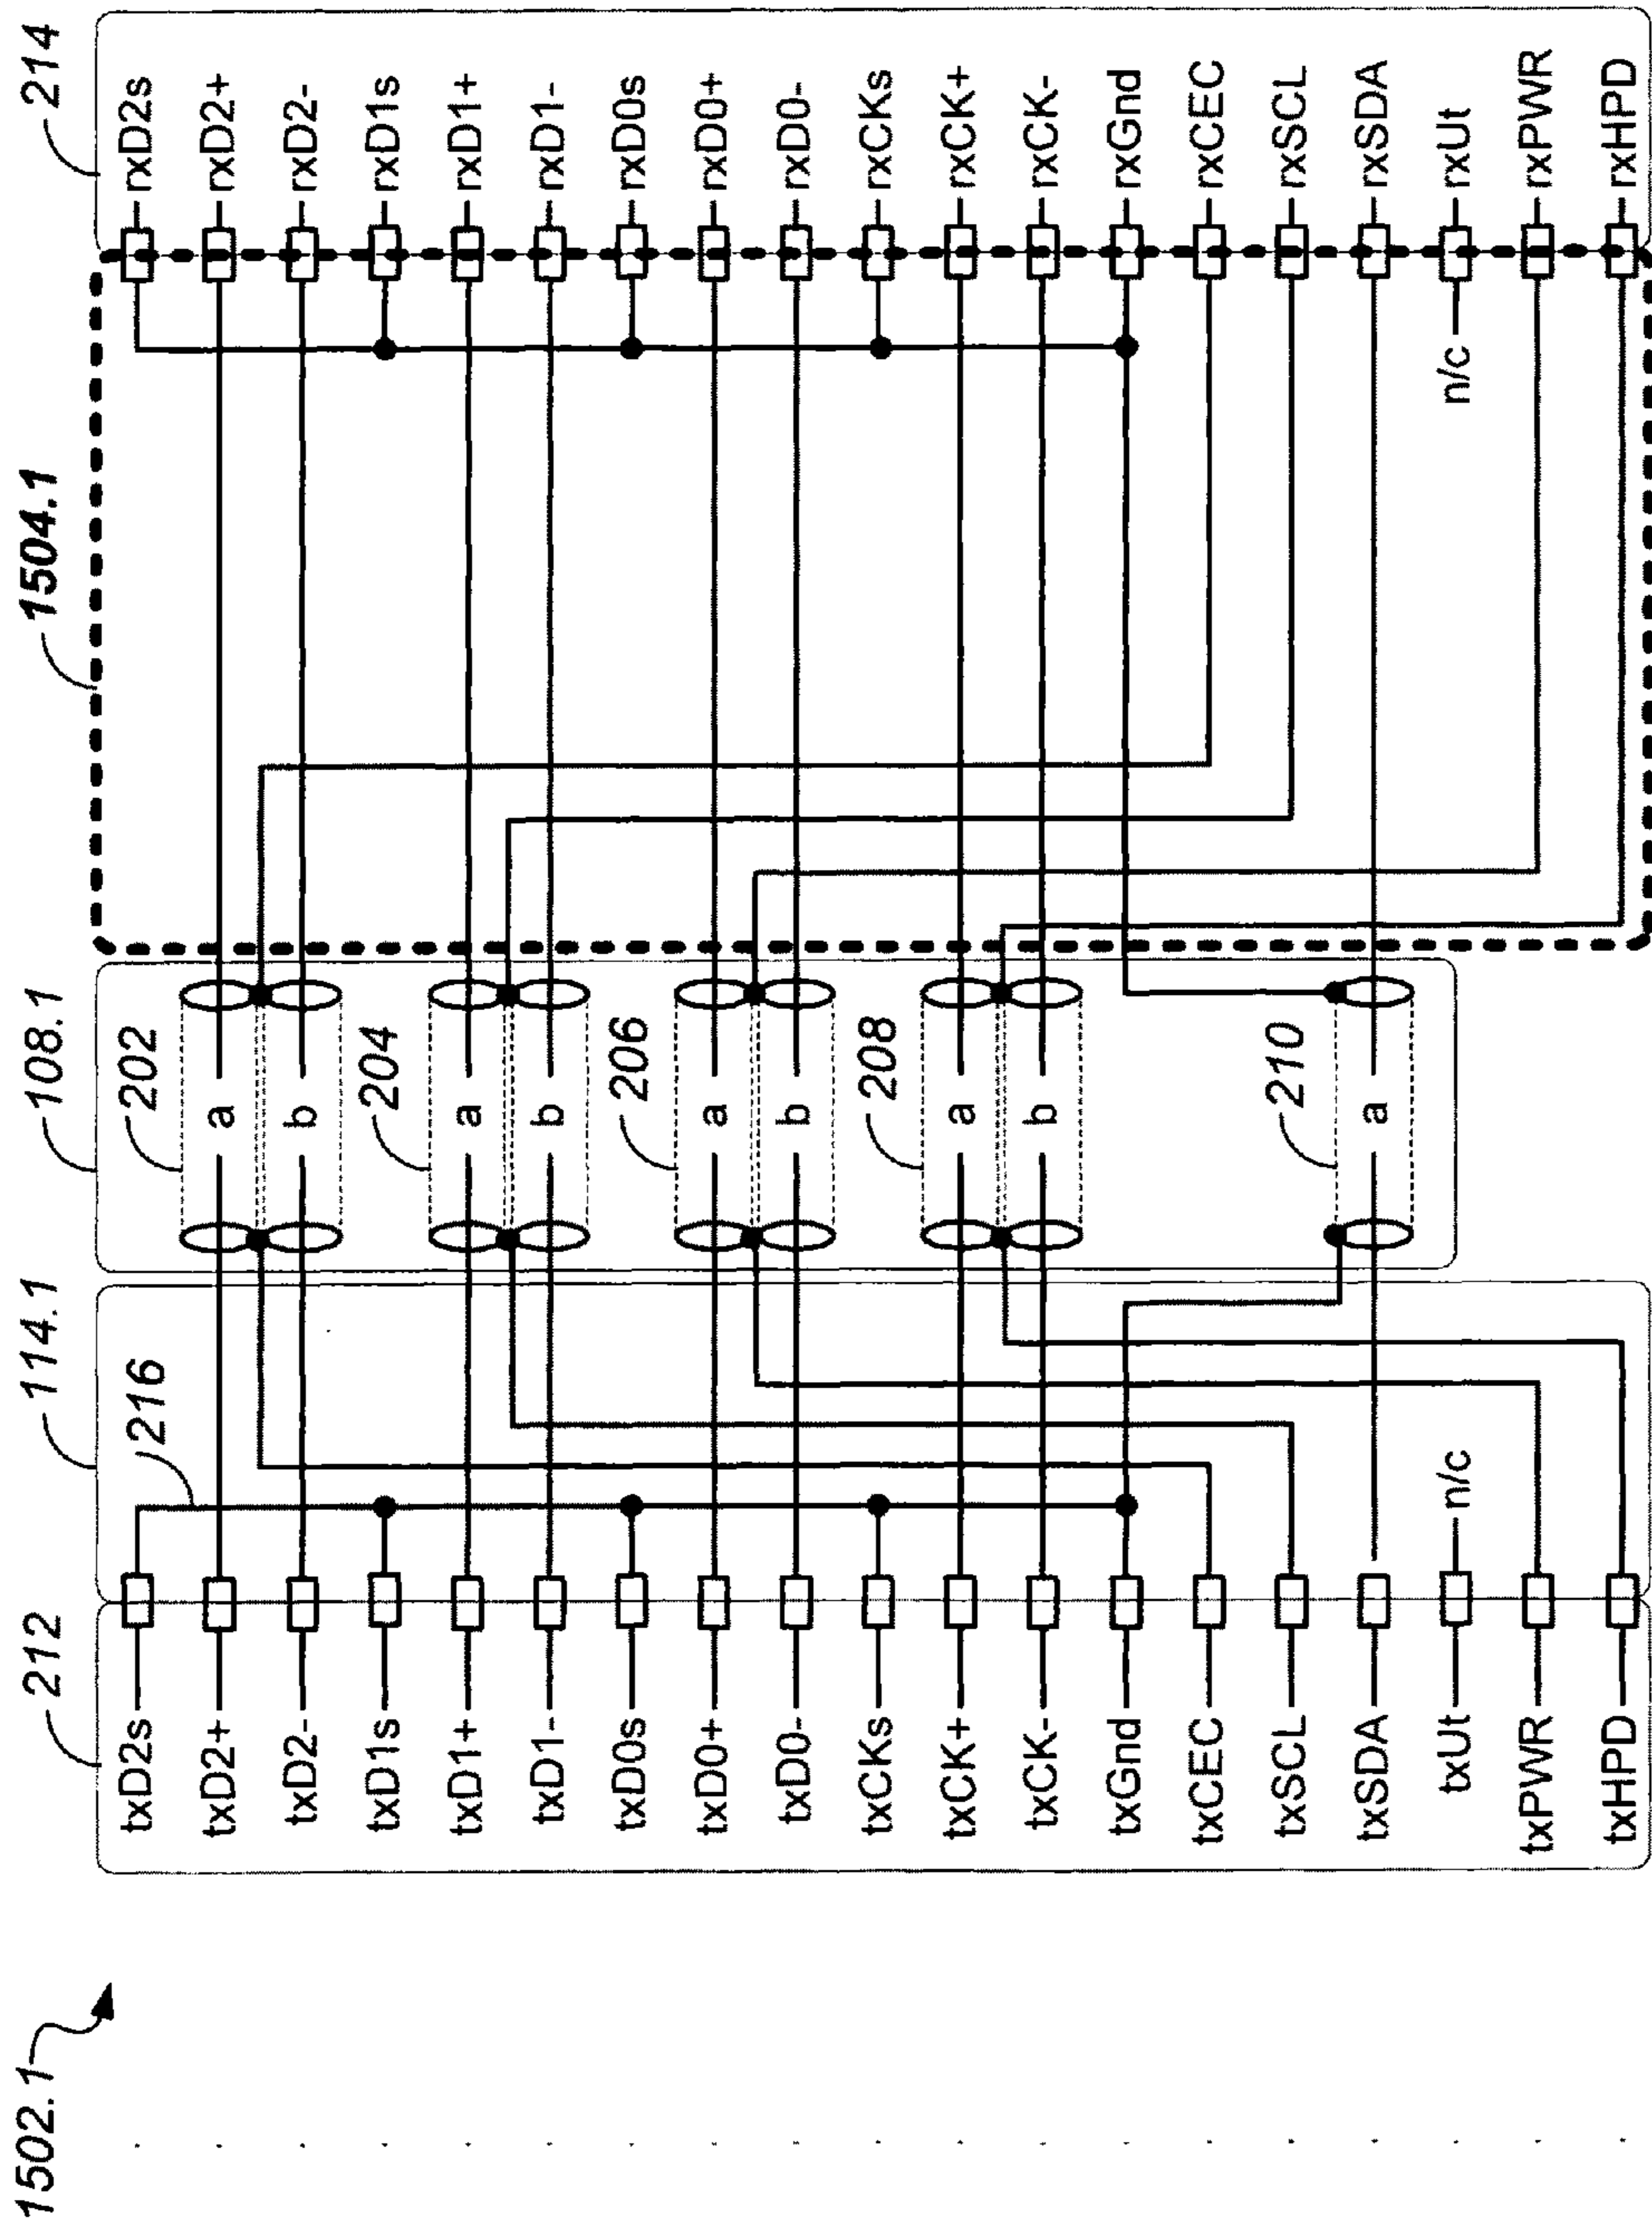 1502.1
212
114.1
108.1
1504.1
214
216
202
204
206
208
210
txD2s
txD2+
txD2-
txD1s
txD1+
txD1-
txD0s
txD0+
txD0-
txCKs
txCK+
txCK-
txGnd
txCEC
txSCL
txSDA
txUt
txPWR
txHPD
n/c
a
b
a
b
a
b
a
b
a
n/c
rxD2s
rxD2+
rxD2-
rxD1s
rxD1+
rxD1-
rxD0s
rxD0+
rxD0-
rxCKs
rxCK+
rxCK-
rxGnd
rxCEC
rxSCL
rxSDA
rxUt
rxPWR
rxHPD